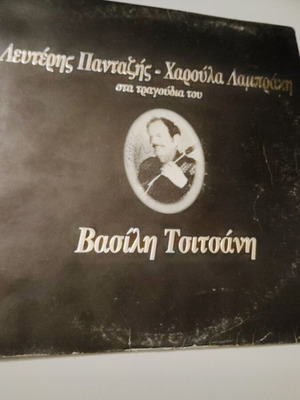 Λευτέρης Πανταζής - Χαρούλα Λαμπράκη
στα τραγούδια του
Βασίλη Τσιτσάνη